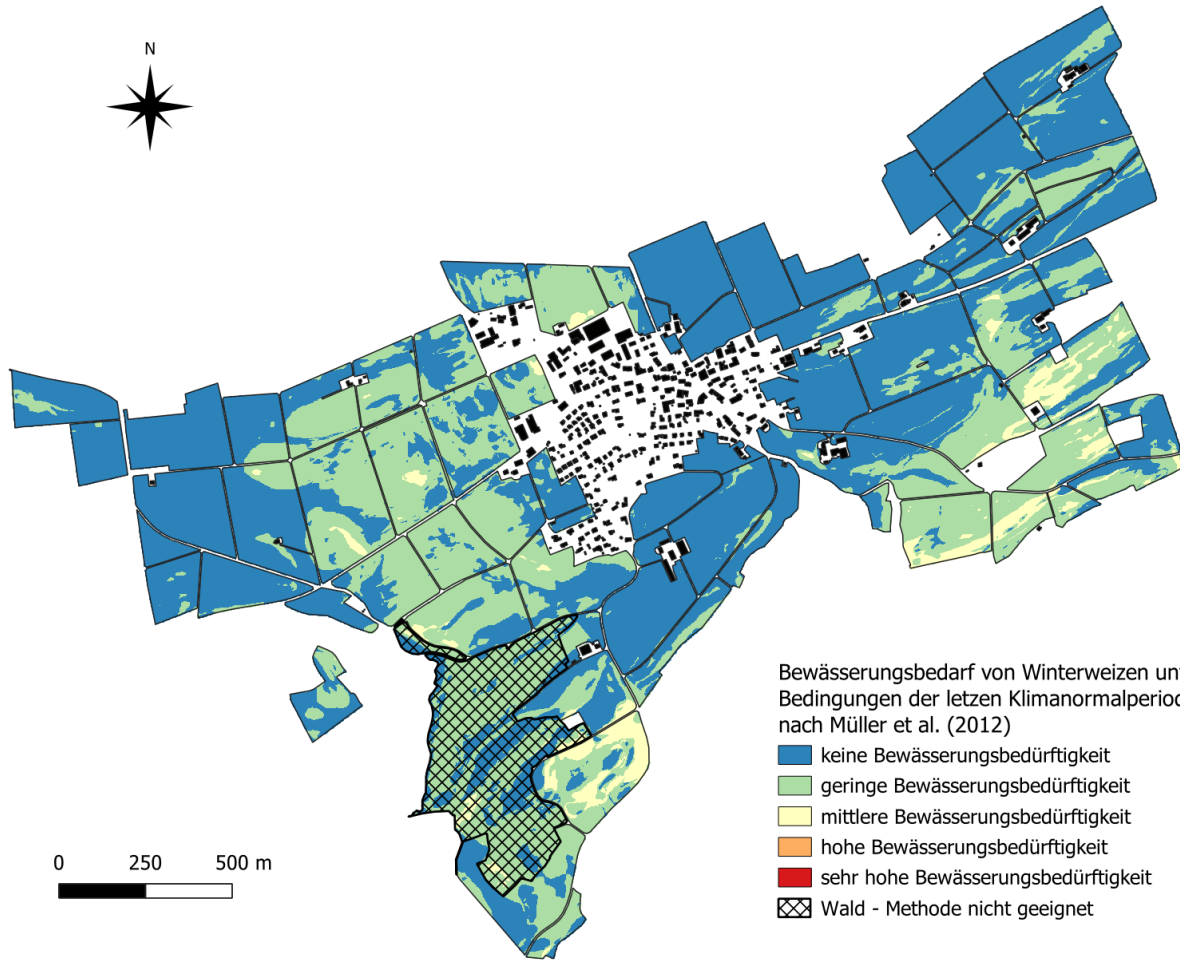 N
Bewässerungsbedarf von Winterweizen un
Bedingungen der letzen Klimanormalperiod
nach Müller et al. (2012)
keine Bewässerungsbedürftigkeit
geringe Bewässerungsbedürftigkeit
mittlere Bewässerungsbedürftigkeit
hohe Bewässerungsbedürftigkeit
sehr hohe Bewässerungsbedürftigkeit
Wald - Methode nicht geeignet
0 250 500 m